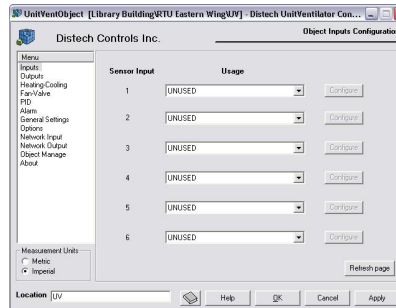 UnitVentObject [Library Building\RTU Eastern Wing\UV] - Distech UnitVentilator Con...
Distech Controls Inc.
Object Inputs Configuration
Menu
Inputs
Outputs
Heating-Cooling
Fan-Valve
PID
Alarm
General Settings
Options
Network Input
Network Output
Object Manage
About
Sensor Input
Usage
1 UNUSED Configure
2 UNUSED Configure
3 UNUSED Configure
4 UNUSED Configure
5 UNUSED Configure
6 UNUSED Configure
Measurement Units
Metric
Imperial
Refresh page
Location UV
Help
OK
Cancel
Apply